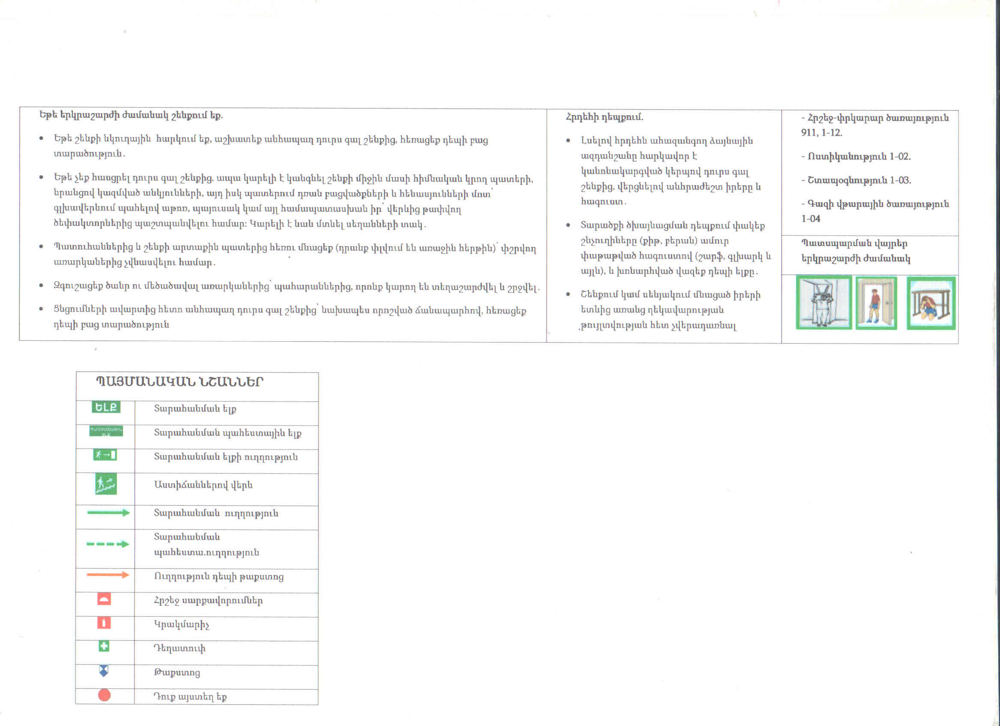 Եթե երկրաշարժի ժամանակ շենքում եք.
• Եթե շենքի նկուղային հարկում եք, աշխատեք անհապաղ դուրս գալ շենքից, հեռացեք դեպի բաց
տարածություն.
• Եթե չեք հասցրել դուրս գալ շենքից, ապա կարելի է կանգնել շենքի միջին մասի հիմնական կրող պատերի,
նրանցով կազմված անկյունների, այդ իսկ պատերում դռան բացվածքների և հենասյունների մոտ՝
գլխավերևում պահելով աթոռ, պայուսակ կամ այլ համապատասխան իր՝ վերևից թափվող
ծեփակտորներից պաշտպանվելու համար: Կարելի է նաև մտնել սեղանների տակ.
• Պատուհաններից և շենքի արտաքին պատերից հեռու մնացեք (դրանք փլվում են առաջին հերթին)՝ փշրվող
առարկաներից չվնասվելու համար.
• Զգուշացեք ծանր ու մեծածավալ առարկաներից՝ պահարաններից, որոնք կարող են տեղաշարժվել և շրջվել.
• Ցնցումների ավարտից հետո անհապաղ դուրս գալ շենքից՝ նախապես որոշված ճանապարհով, հեռացեք
դեպի բաց տարածություն
Հրդեհի դեպքում.
• Լսելով հրդեհն ահազանգող ձայնային
ազդանշանը հարկավոր է
կանոնակարգված կերպով դուրս գալ
շենքից, վերցնելով անհրաժեշտ իրերը և
հագուստ.
• Տարածքի ծխայնացման դեպքում փակեք
շնչուղիները (քիթ, բերան) ամուր
փաթաթված հագուստով (շարֆ, գլխարկ և
այլն), և խոնարհված վազեք դեպի ելքը.
• Շենքում կամ սենյակում մնացած իրերի
ետևից առանց ղեկավարության
.թույլտվության հետ չվերադառնալ
- Հրշեջ-փրկարար ծառայություն
911, 1-12.
- Ոստիկանություն 1-02.
- Շտապօգնություն 1-03.
- Գազի վթարային ծառայություն
1-04
Պատսպարման վայրեր
երկրաշարժի ժամանակ
ՊԱՅՄԱՆԱԿԱՆ ՆՇԱՆՆԵՐ
ԵԼՔ Տարահանման ելք
ՊԱՀՈՒՍՏԱՅԻՆ
ԵԼՔ
Տարահանման պահեստային ելք
Տարահանման ելքի ուղղություն
Աստիճաններով վերև
Տարահանման ուղղություն
Տարահանման
պահեստա.ուղղություն
Ուղղություն դեպի թաքստոց
Հրշեջ սարքավորումներ
Կրակմարիչ
Դեղատուփ
Թաքստոց
Դուք այստեղ եք